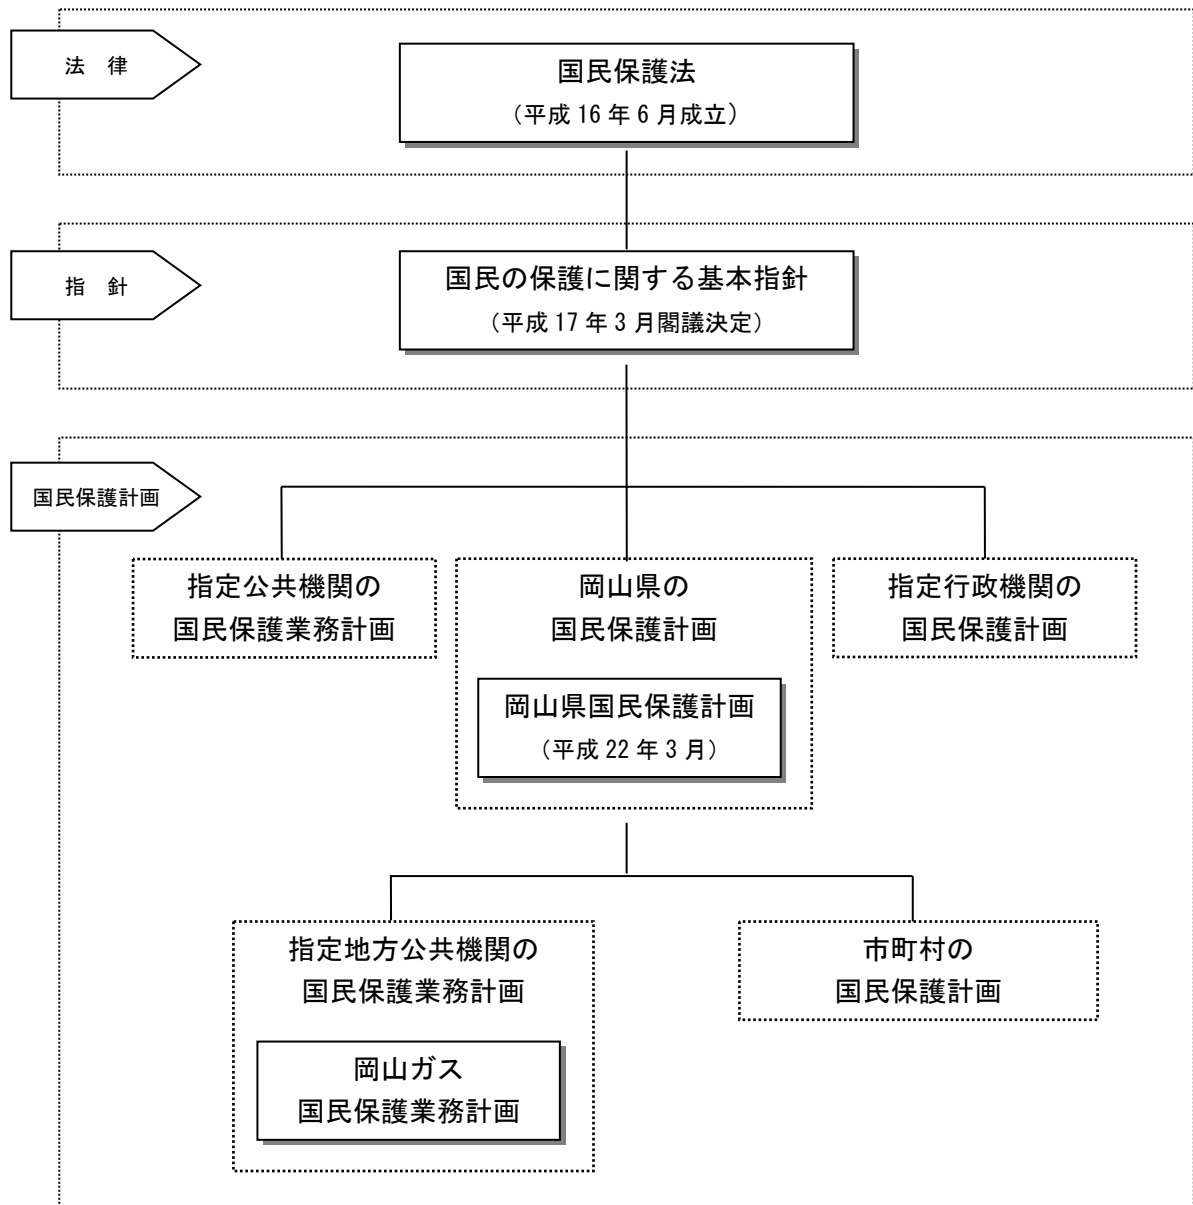 法　律
国民保護法
（平成 16 年 6 月成立）
指　針
国民の保護に関する基本指針
（平成 17 年 3 月閣議決定）
国民保護計画
指定公共機関の
国民保護業務計画
岡山県の
国民保護計画
指定行政機関の
国民保護計画
岡山県国民保護計画
（平成 22 年 3 月）
指定地方公共機関の
国民保護業務計画
市町村の
国民保護計画
岡山ガス
国民保護業務計画